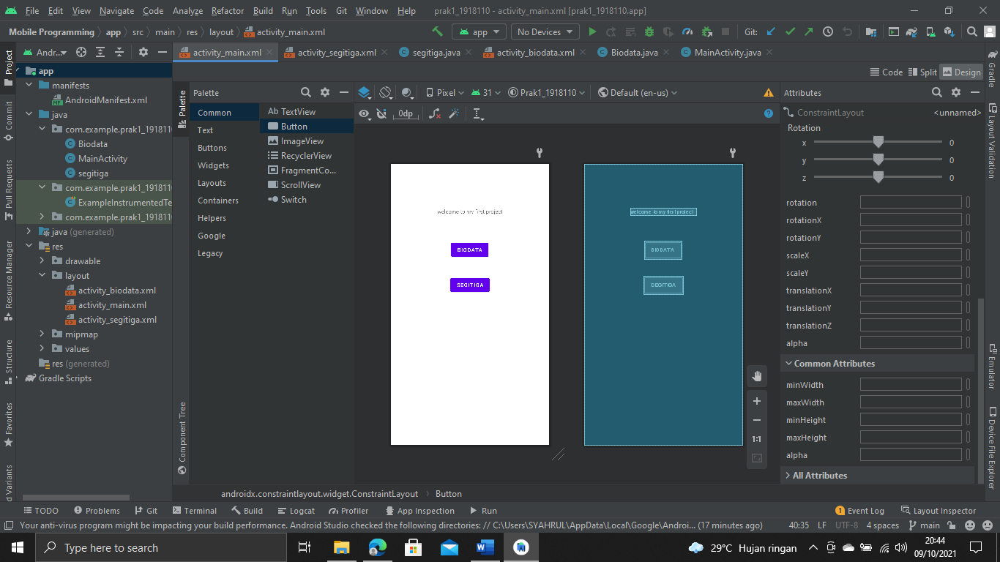 File Edit View Navigate Code Analyze Refactor Build Run Tools Git Window Help prak1_1918110 - activity_main.xml [prak1_1918110.app]
Mobile Programming app src main res layout activity_main.xml app No Devices Git:
Andr... activity_main.xml activity_segitiga.xml segitiga.java activity_biodata.xml Biodata.java MainActivity.java
Code Split Design
Project
Commit
Pull Requests
Resource Manager
Structure
Favorites
d Variants
app
manifests
AndroidManifest.xml
java
com.example.prak1_1918110
Biodata
MainActivity
segitiga
com.example.prak1_191811
ExampleInstrumentedTe
com.example.prak1_191811
java (generated)
res
drawable
layout
activity_biodata.xml
activity_main.xml
activity_segitiga.xml
mipmap
values
res (generated)
Gradle Scripts
Palette
Component Tree
Palette
Common
Text
Buttons
Widgets
Layouts
Containers
Helpers
Google
Legacy
Ab TextView
Button
ImageView
RecyclerView
FragmentCo...
ScrollView
Switch
Pixel 31 Prak1_1918110 Default (en-us)
0dp
welcome to my first project
BIODATA
SEGITIGA
welcome to my first project
BIODATA
SEGITIGA
1:1
Attributes
ConstraintLayout <unnamed>
Rotation
x 0
y 0
z 0
rotation
rotationX
rotationY
scaleX
scaleY
translationX
translationY
translationZ
alpha
Common Attributes
minWidth
maxWidth
minHeight
maxHeight
alpha
All Attributes
Gradle
Layout Validation
Emulator
Device File Explorer
androidx.constraintlayout.widget.ConstraintLayout Button
TODO Problems Git Terminal Build Logcat Profiler App Inspection Run 1 Event Log Layout Inspector
Your anti-virus program might be impacting your build performance. Android Studio checked the following directories: // C:\Users\SYAHRUL\AppData\Local\Google\Androi... (17 minutes ago) 40:35 LF UTF-8 4 spaces main
Type here to search 29°C Hujan ringan 20:44
09/10/2021